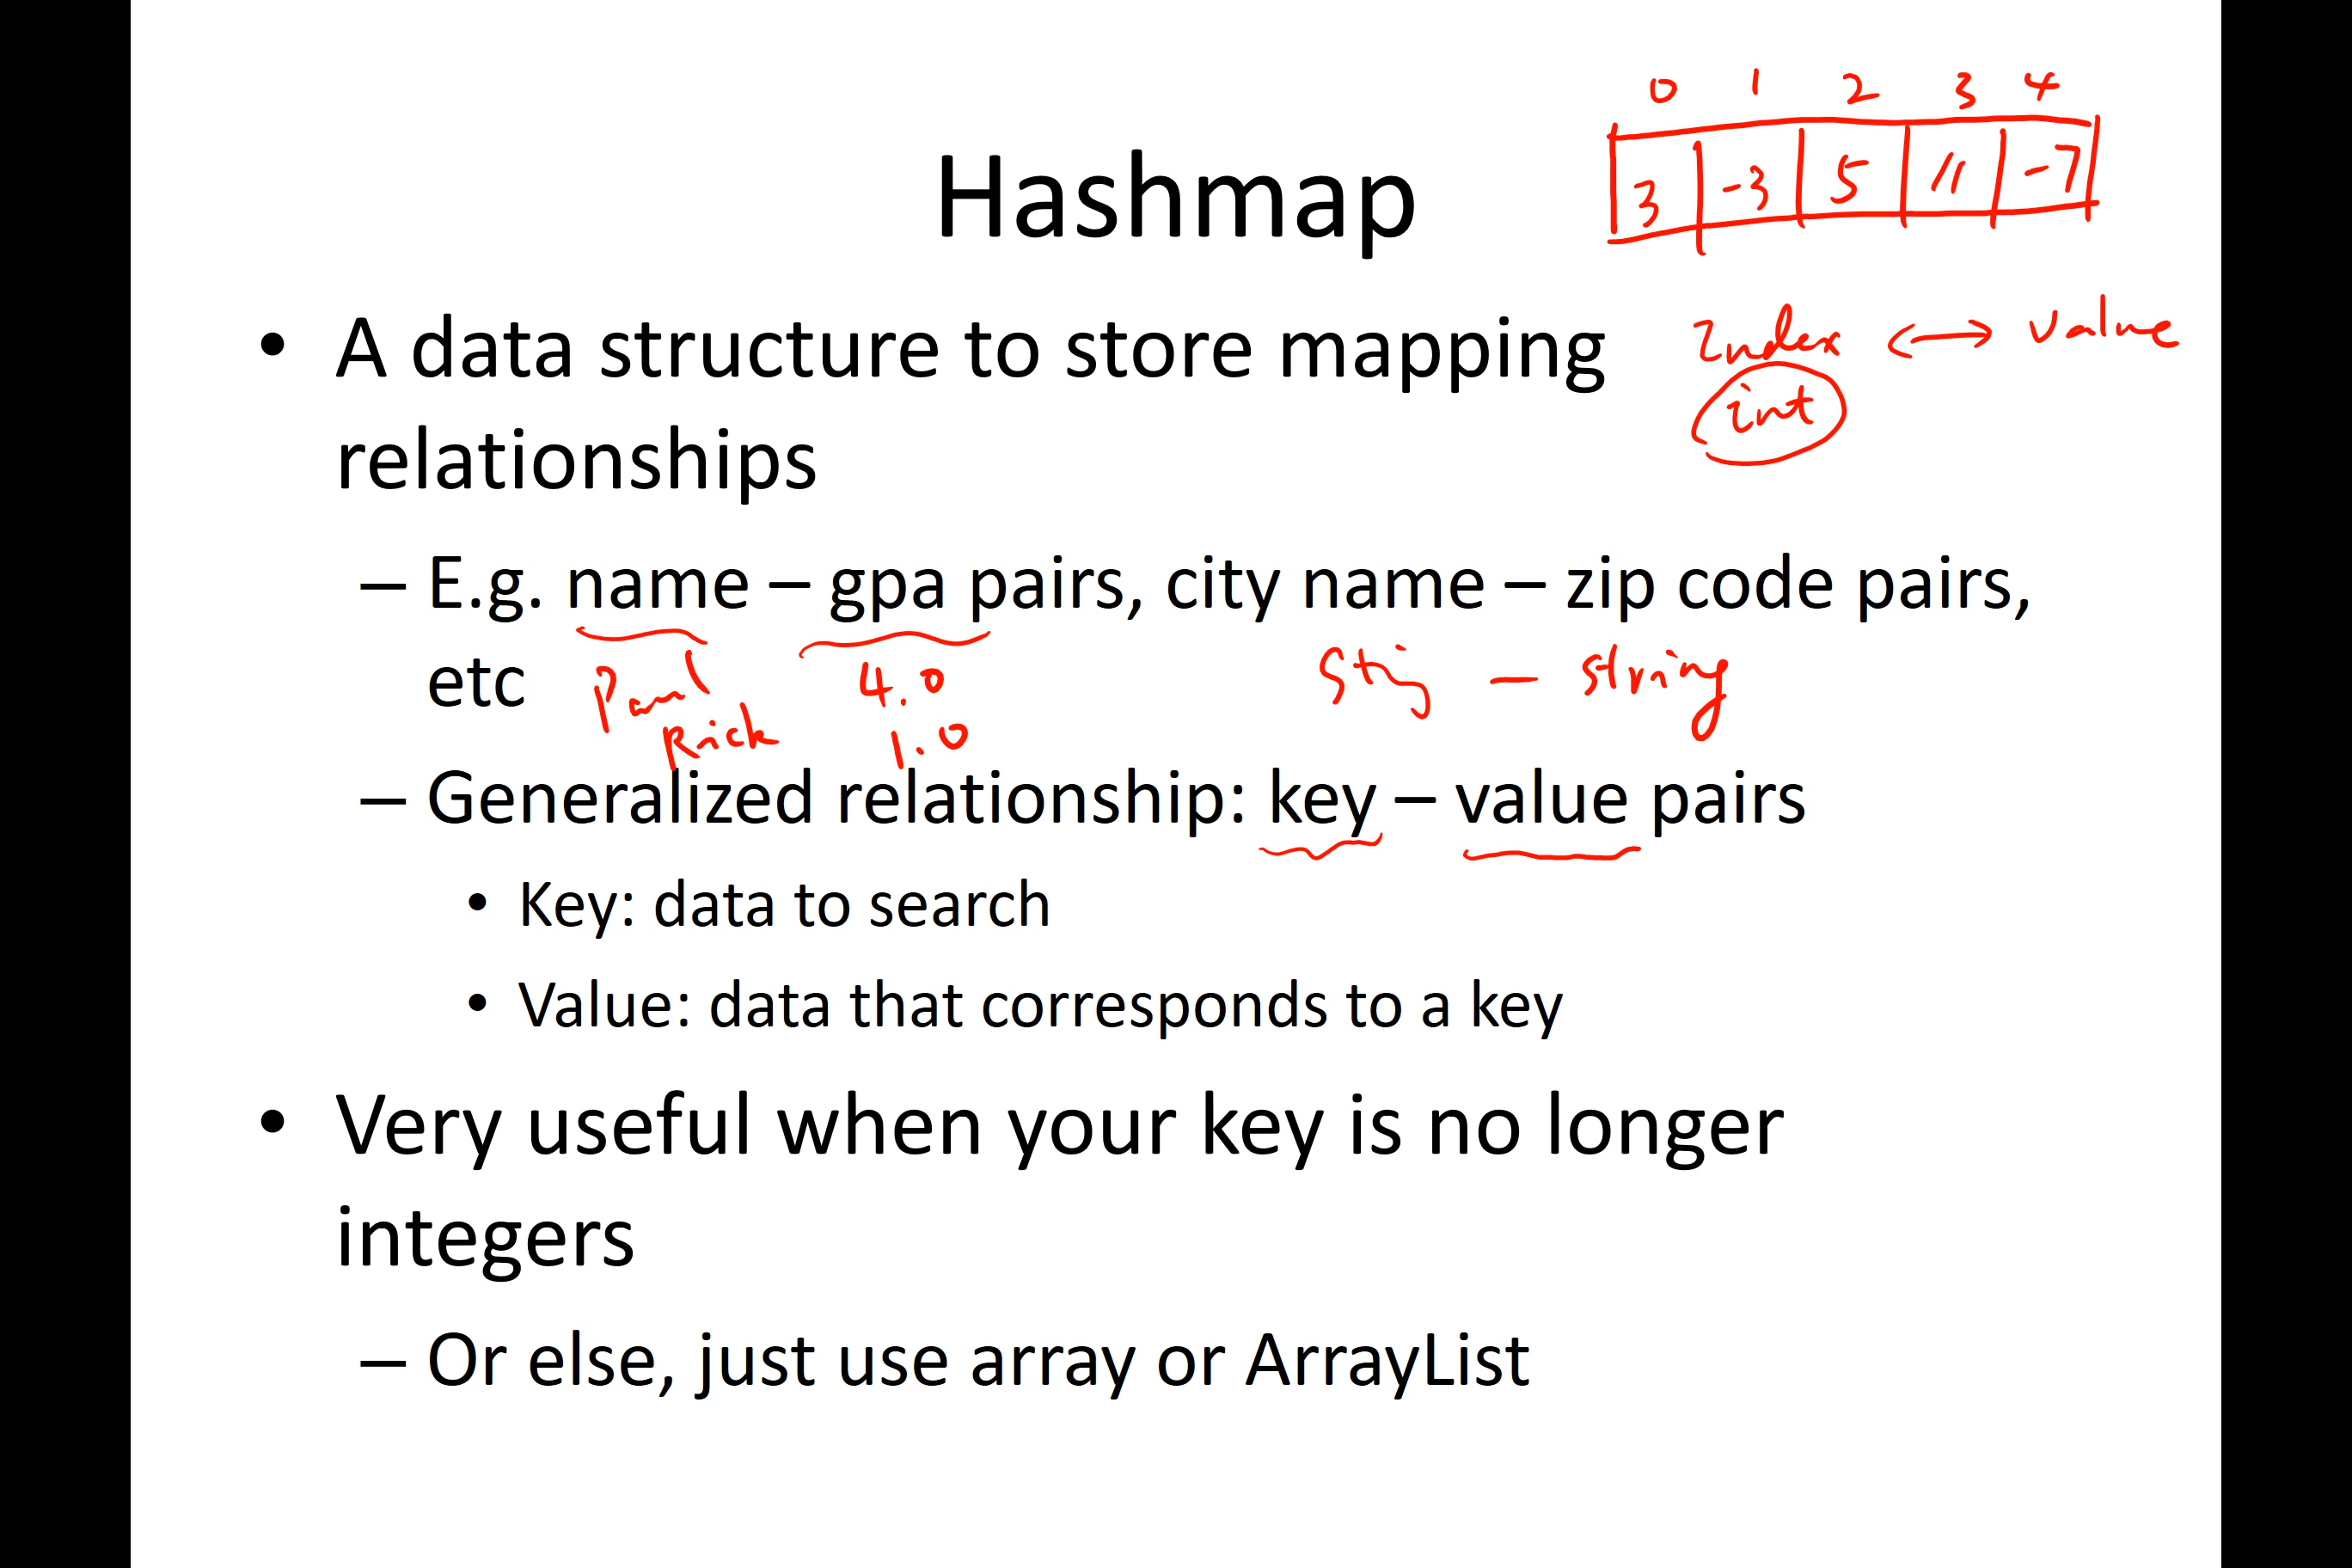 0 1 2 3 4
Hashmap
3 -3 5 11 -7
• A data structure to store mapping
Index ⟷ value
int
relationships
– E.g. name – gpa pairs, city name – zip code pairs,
etc
Paul 4.0 String – string
Rick 1.0
– Generalized relationship: key – value pairs
• Key: data to search
• Value: data that corresponds to a key
• Very useful when your key is no longer
integers
– Or else, just use array or ArrayList